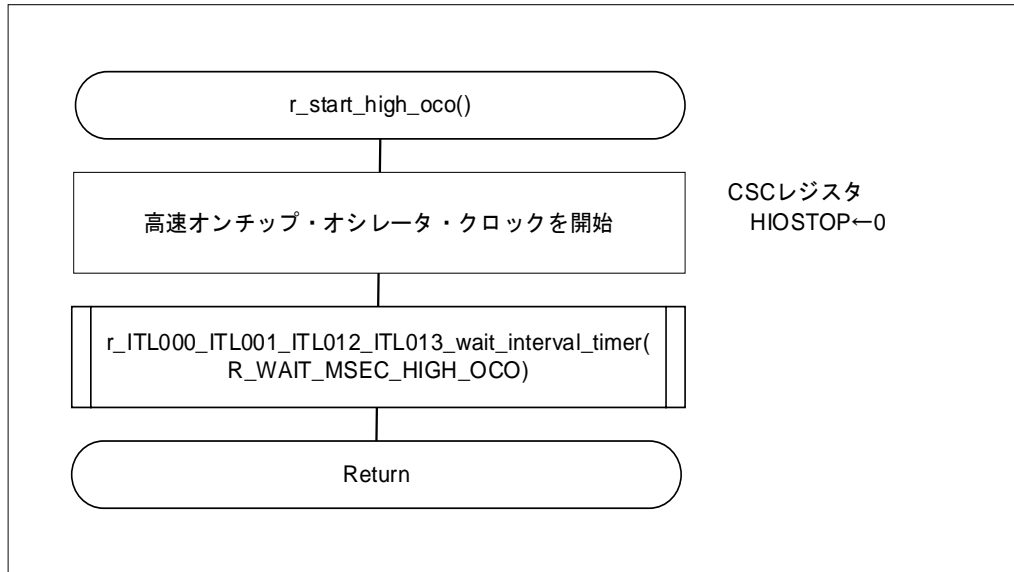 r_start_high_oco()
高速オンチップ・オシレータ・クロックを開始
CSCレジスタ
HIOSTOP←0
r_ITL000_ITL001_ITL012_ITL013_wait_interval_timer(
R_WAIT_MSEC_HIGH_OCO)
Return